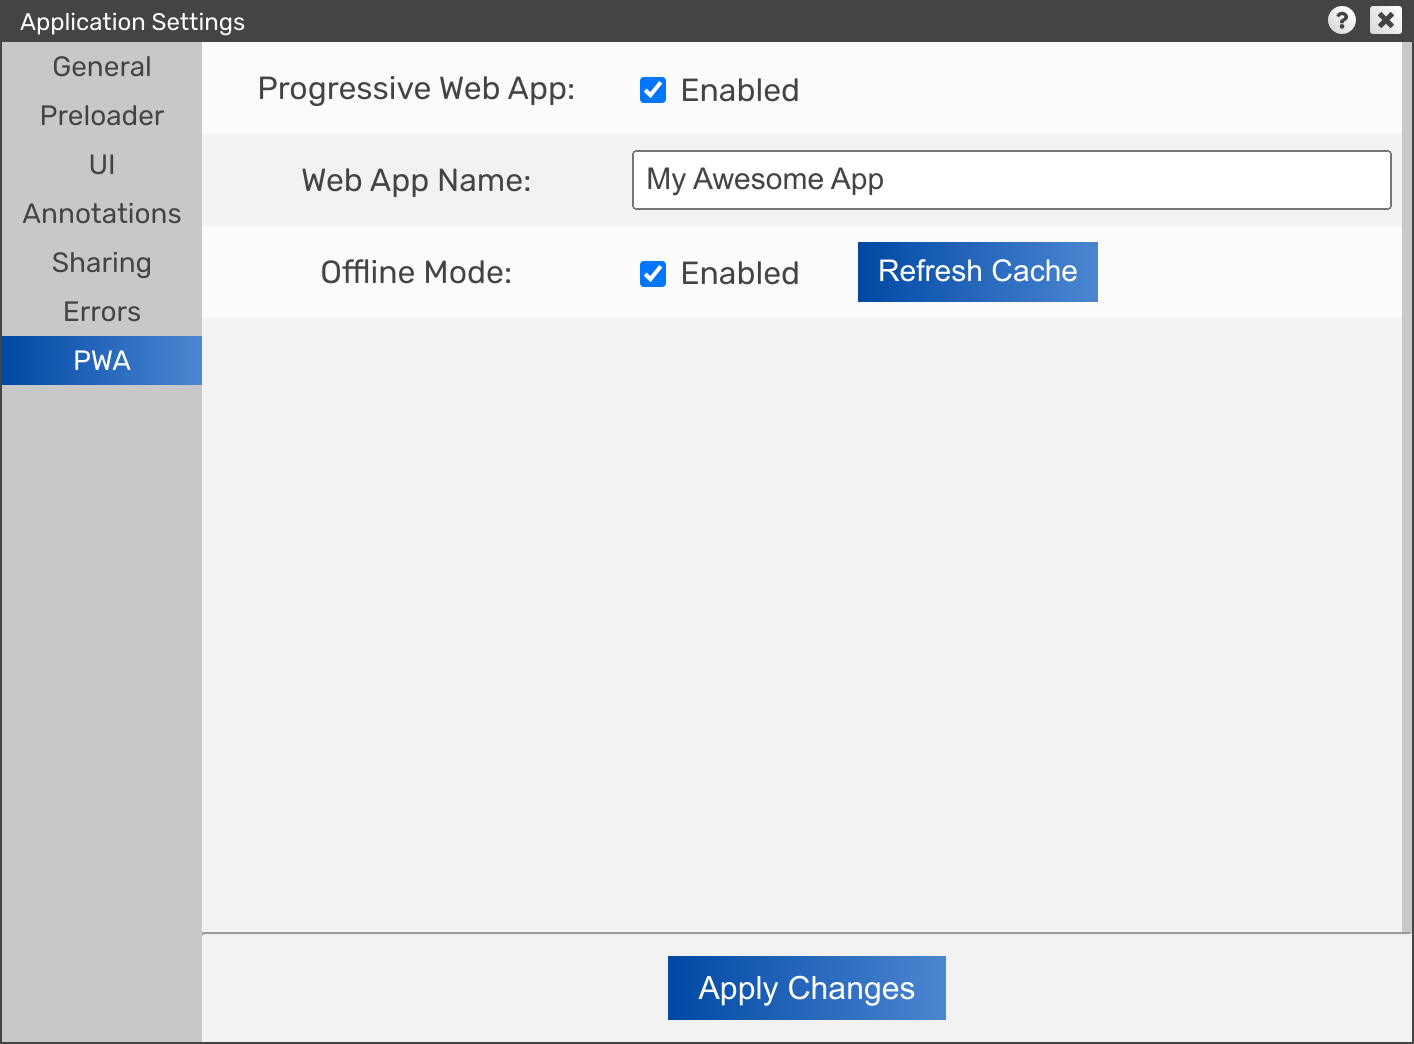 Application Settings
General
Preloader
UI
Annotations
Sharing
Errors
PWA
Progressive Web App:
Enabled
Web App Name:
My Awesome App
Offline Mode:
Enabled
Refresh Cache
Apply Changes